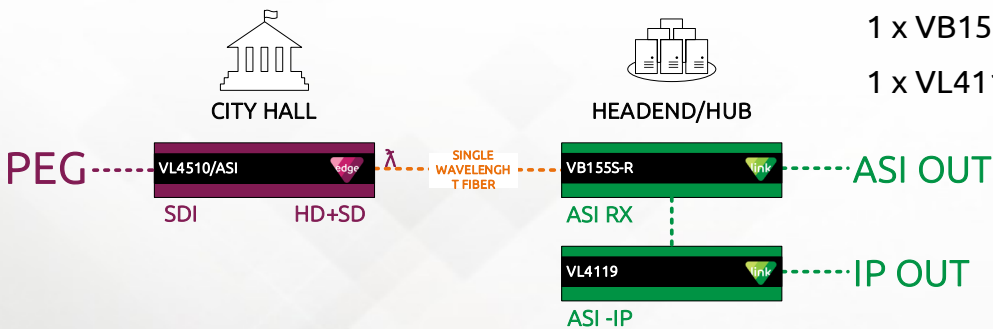 1 x VB15
1 x VL411
CITY HALL
HEADEND/HUB
PEG
VL4510/ASI
edge
λ
SINGLE
WAVELENGH
T FIBER
VB155S-R
link
ASI OUT
SDI
HD+SD
ASI RX
VL4119
link
IP OUT
ASI -IP